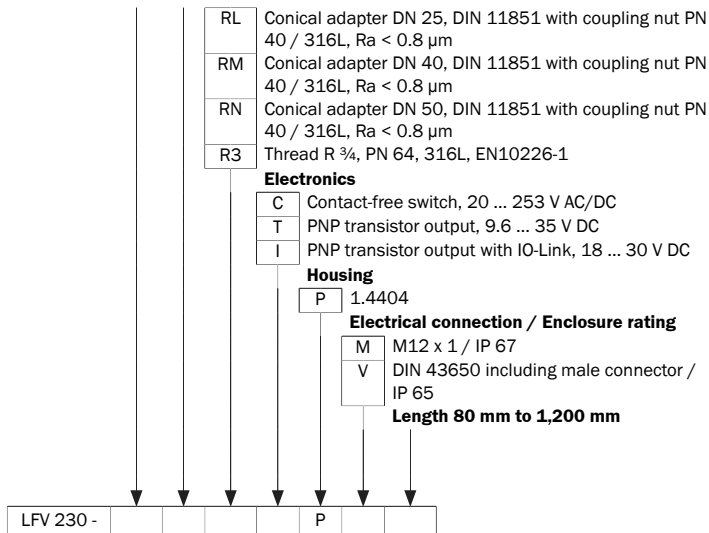 RL Conical adapter DN 25, DIN 11851 with coupling nut PN
40 / 316L, Ra < 0.8 µm
RM Conical adapter DN 40, DIN 11851 with coupling nut PN
40 / 316L, Ra < 0.8 µm
RN Conical adapter DN 50, DIN 11851 with coupling nut PN
40 / 316L, Ra < 0.8 µm
R3 Thread R ¾, PN 64, 316L, EN10226-1
Electronics
C Contact-free switch, 20 ... 253 V AC/DC
T PNP transistor output, 9.6 ... 35 V DC
I PNP transistor output with IO-Link, 18 ... 30 V DC
Housing
P 1.4404
Electrical connection / Enclosure rating
M M12 x 1 / IP 67
V DIN 43650 including male connector /
IP 65
Length 80 mm to 1,200 mm
LFV 230 - P